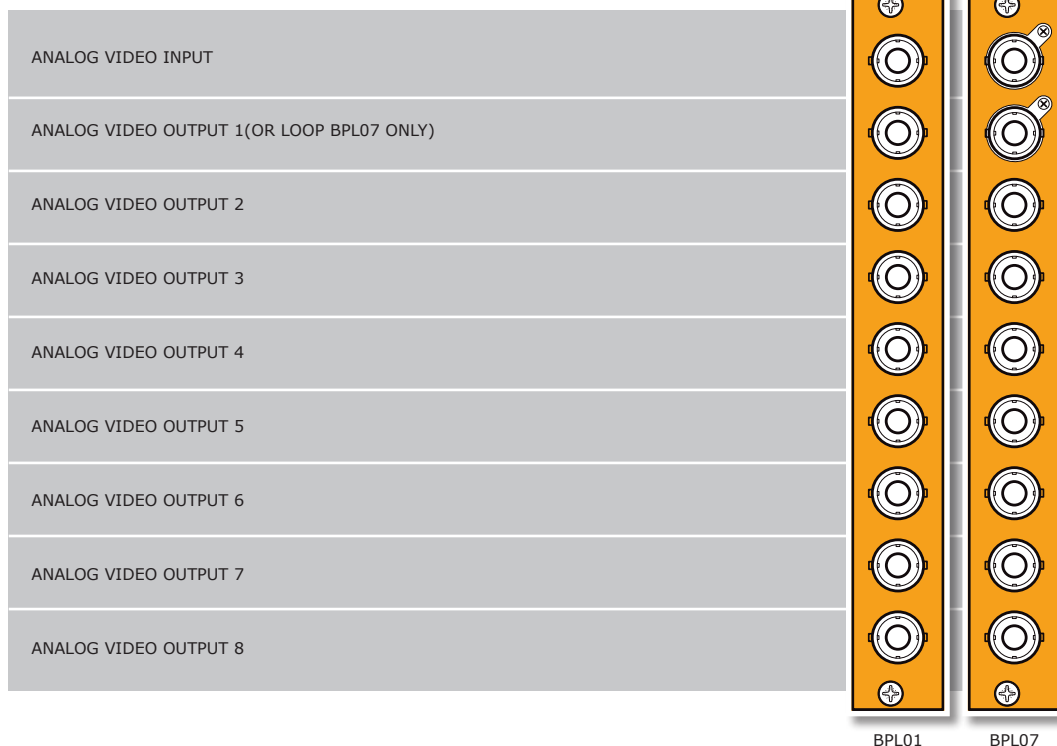 ANALOG VIDEO INPUT
ANALOG VIDEO OUTPUT 1(OR LOOP BPL07 ONLY)
ANALOG VIDEO OUTPUT 2
ANALOG VIDEO OUTPUT 3
ANALOG VIDEO OUTPUT 4
ANALOG VIDEO OUTPUT 5
ANALOG VIDEO OUTPUT 6
ANALOG VIDEO OUTPUT 7
ANALOG VIDEO OUTPUT 8
BPL01
BPL07